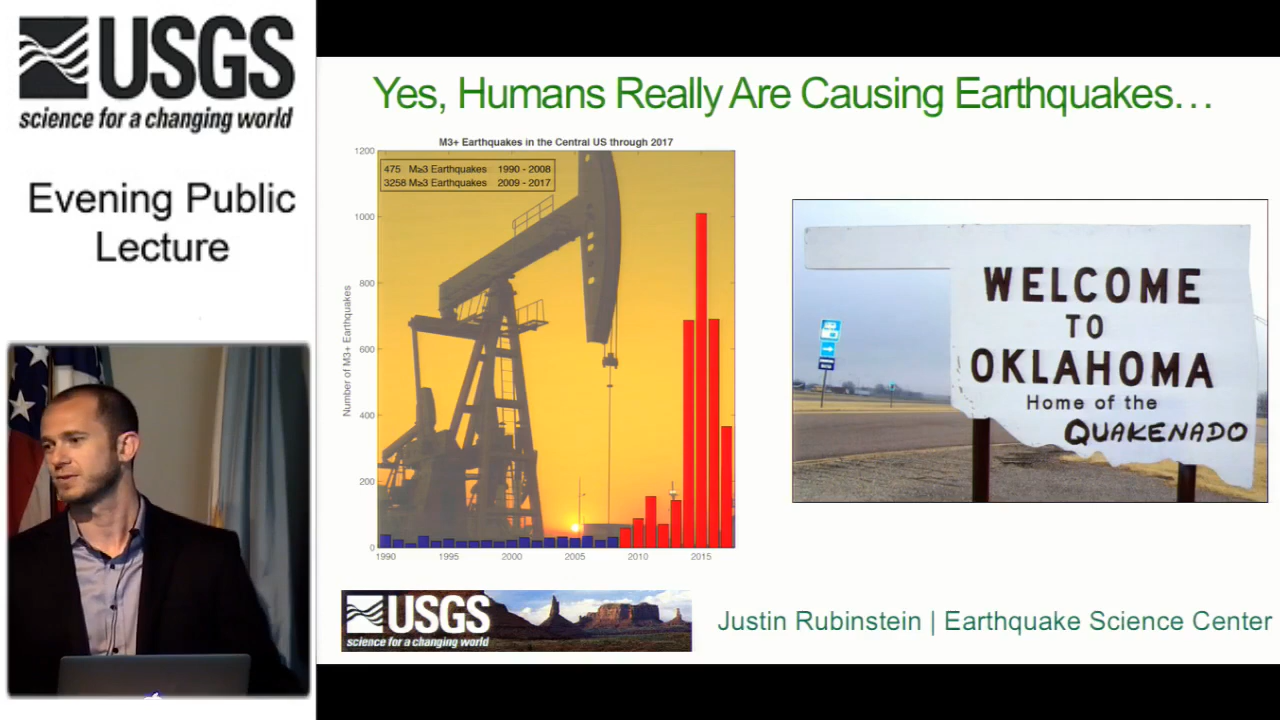 USGS
science for a changing world
Evening Public
Lecture
Yes, Humans Really Are Causing Earthquakes…
M3+ Earthquakes in the Central US through 2017
475 M≥3 Earthquakes 1990 - 2008
3258 M≥3 Earthquakes 2009 - 2017
Number of M3+ Earthquakes
1200
1000
800
600
400
200
0
1990 1995 2000 2005 2010 2015
WELCOME
TO
OKLAHOMA
Home of the
QUAKENADO
USGS
science for a changing world
Justin Rubinstein | Earthquake Science Center